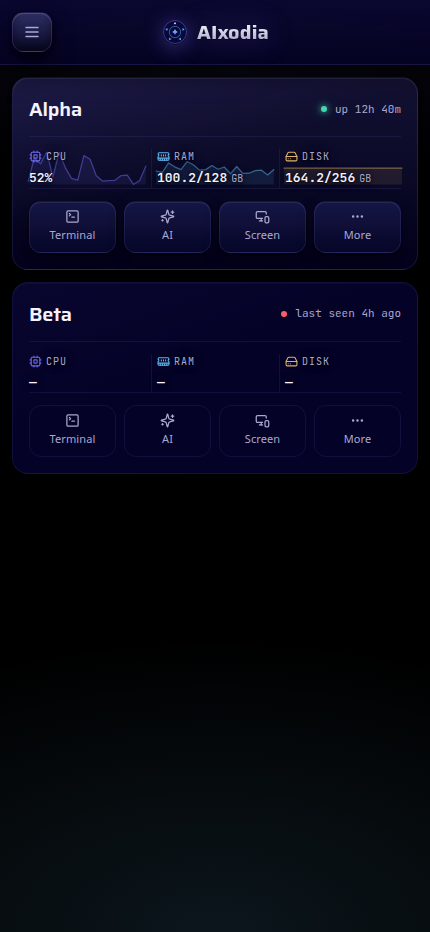 AIxodia
Alpha
up 12h 40m
CPU RAM DISK
52% 100.2/128 GB 164.2/256 GB
Terminal AI Screen More
Beta
last seen 4h ago
CPU RAM DISK
— — —
Terminal AI Screen More